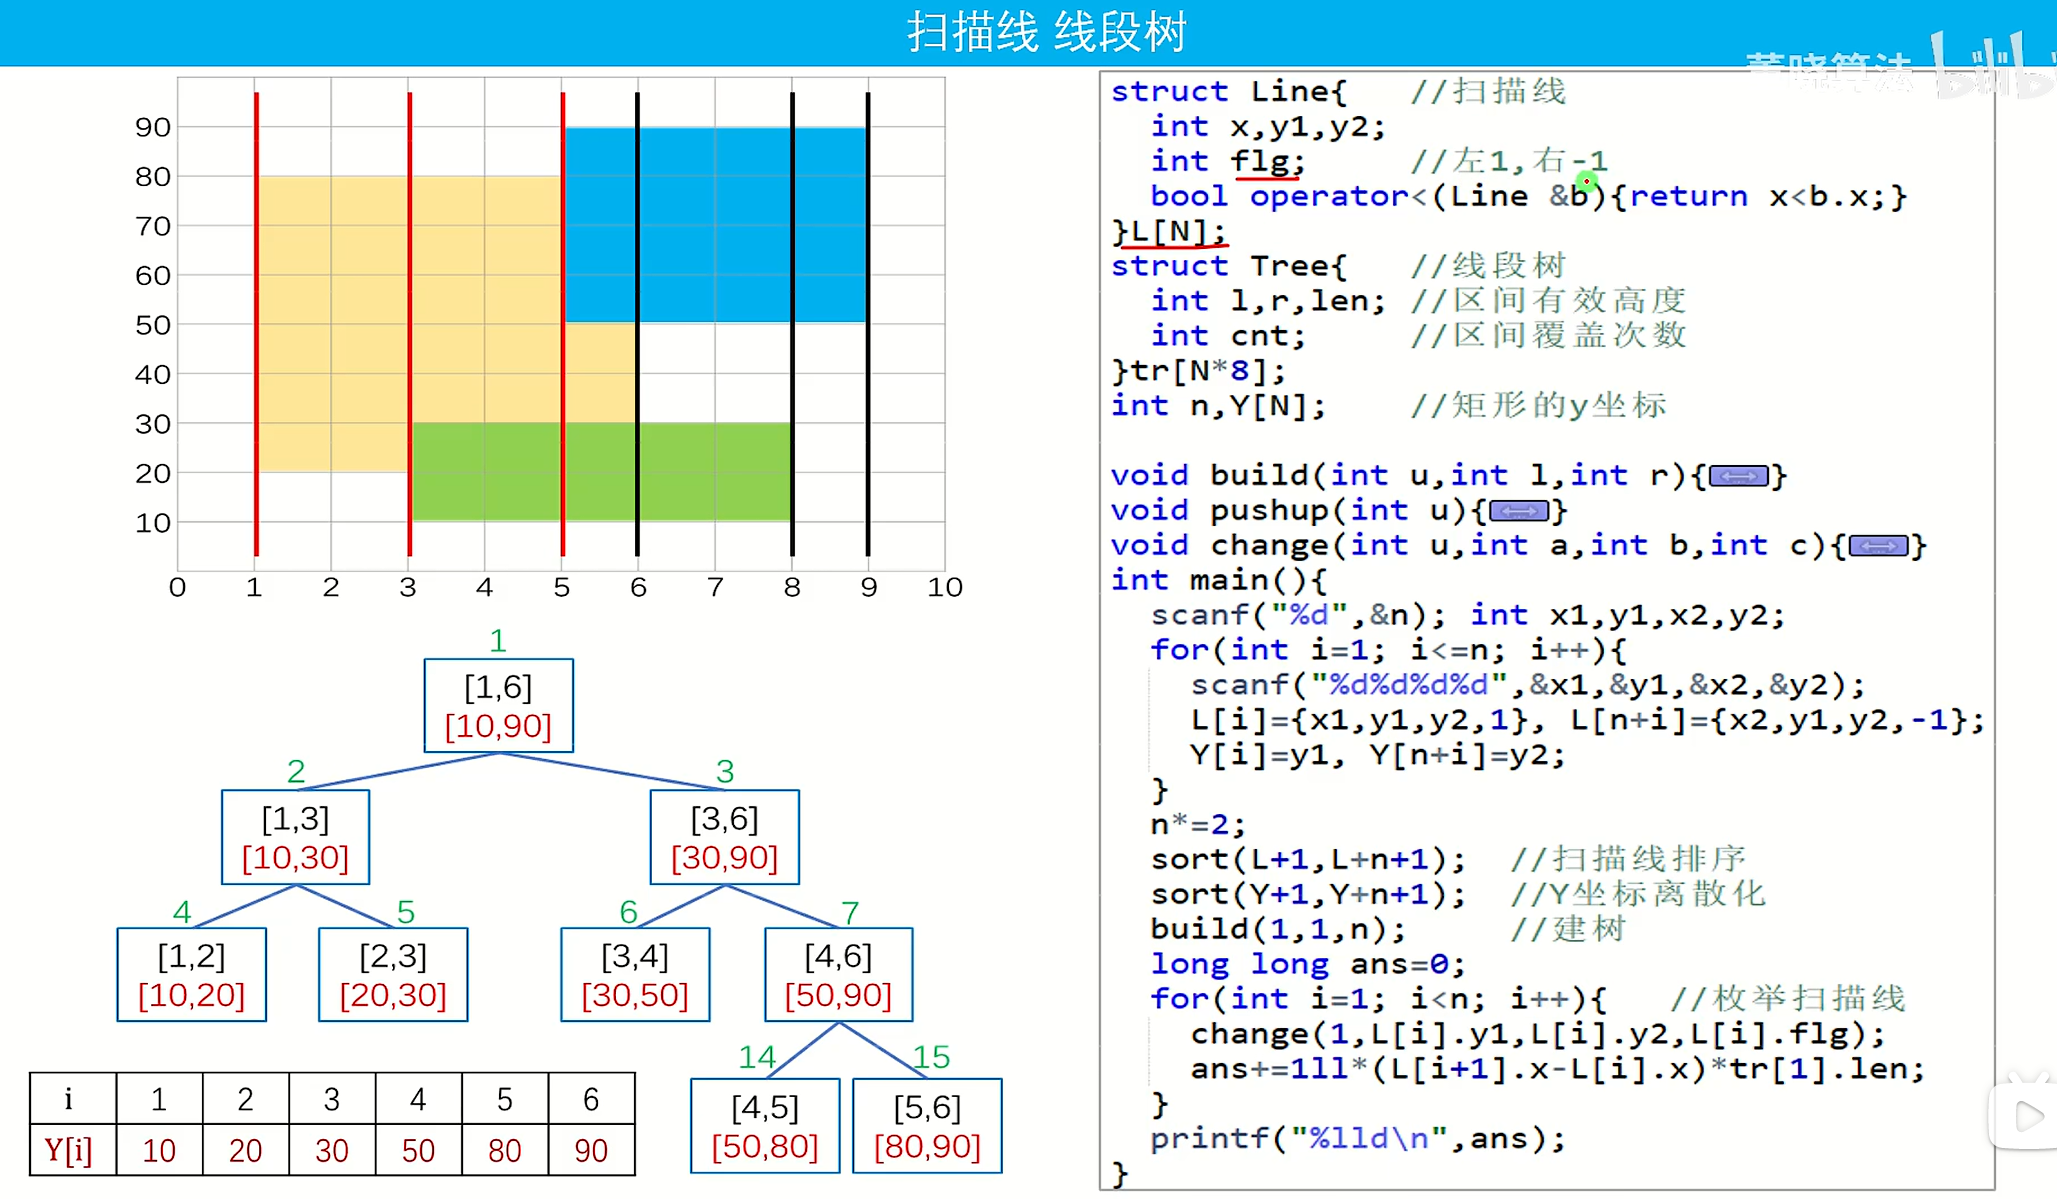 扫描线 线段树
董晓算法 bilibili
90
80
70
60
50
40
30
20
10
0 1 2 3 4 5 6 7 8 9 10
1
[1,6]
[10,90]
2 3
[1,3] [3,6]
[10,30] [30,90]
4 5 6 7
[1,2] [2,3] [3,4] [4,6]
[10,20] [20,30] [30,50] [50,90]
14 15
[4,5] [5,6]
[50,80] [80,90]
i 1 2 3 4 5 6
Y[i] 10 20 30 50 80 90
struct Line{ //扫描线
int x,y1,y2;
int flg; //左1,右-1
bool operator<(Line &b){return x<b.x;}
}L[N];
struct Tree{ //线段树
int l,r,len; //区间有效高度
int cnt; //区间覆盖次数
}tr[N*8];
int n,Y[N]; //矩形的y坐标
void build(int u,int l,int r){}
void pushup(int u){}
void change(int u,int a,int b,int c){}
int main(){
scanf("%d",&n); int x1,y1,x2,y2;
for(int i=1; i<=n; i++){
scanf("%d%d%d%d",&x1,&y1,&x2,&y2);
L[i]={x1,y1,y2,1}, L[n+i]={x2,y1,y2,-1};
Y[i]=y1, Y[n+i]=y2;
}
n*=2;
sort(L+1,L+n+1); //扫描线排序
sort(Y+1,Y+n+1); //Y坐标离散化
build(1,1,n); //建树
long long ans=0;
for(int i=1; i<n; i++){ //枚举扫描线
change(1,L[i].y1,L[i].y2,L[i].flg);
ans+=1ll*(L[i+1].x-L[i].x)*tr[1].len;
}
printf("%lld\n",ans);
}